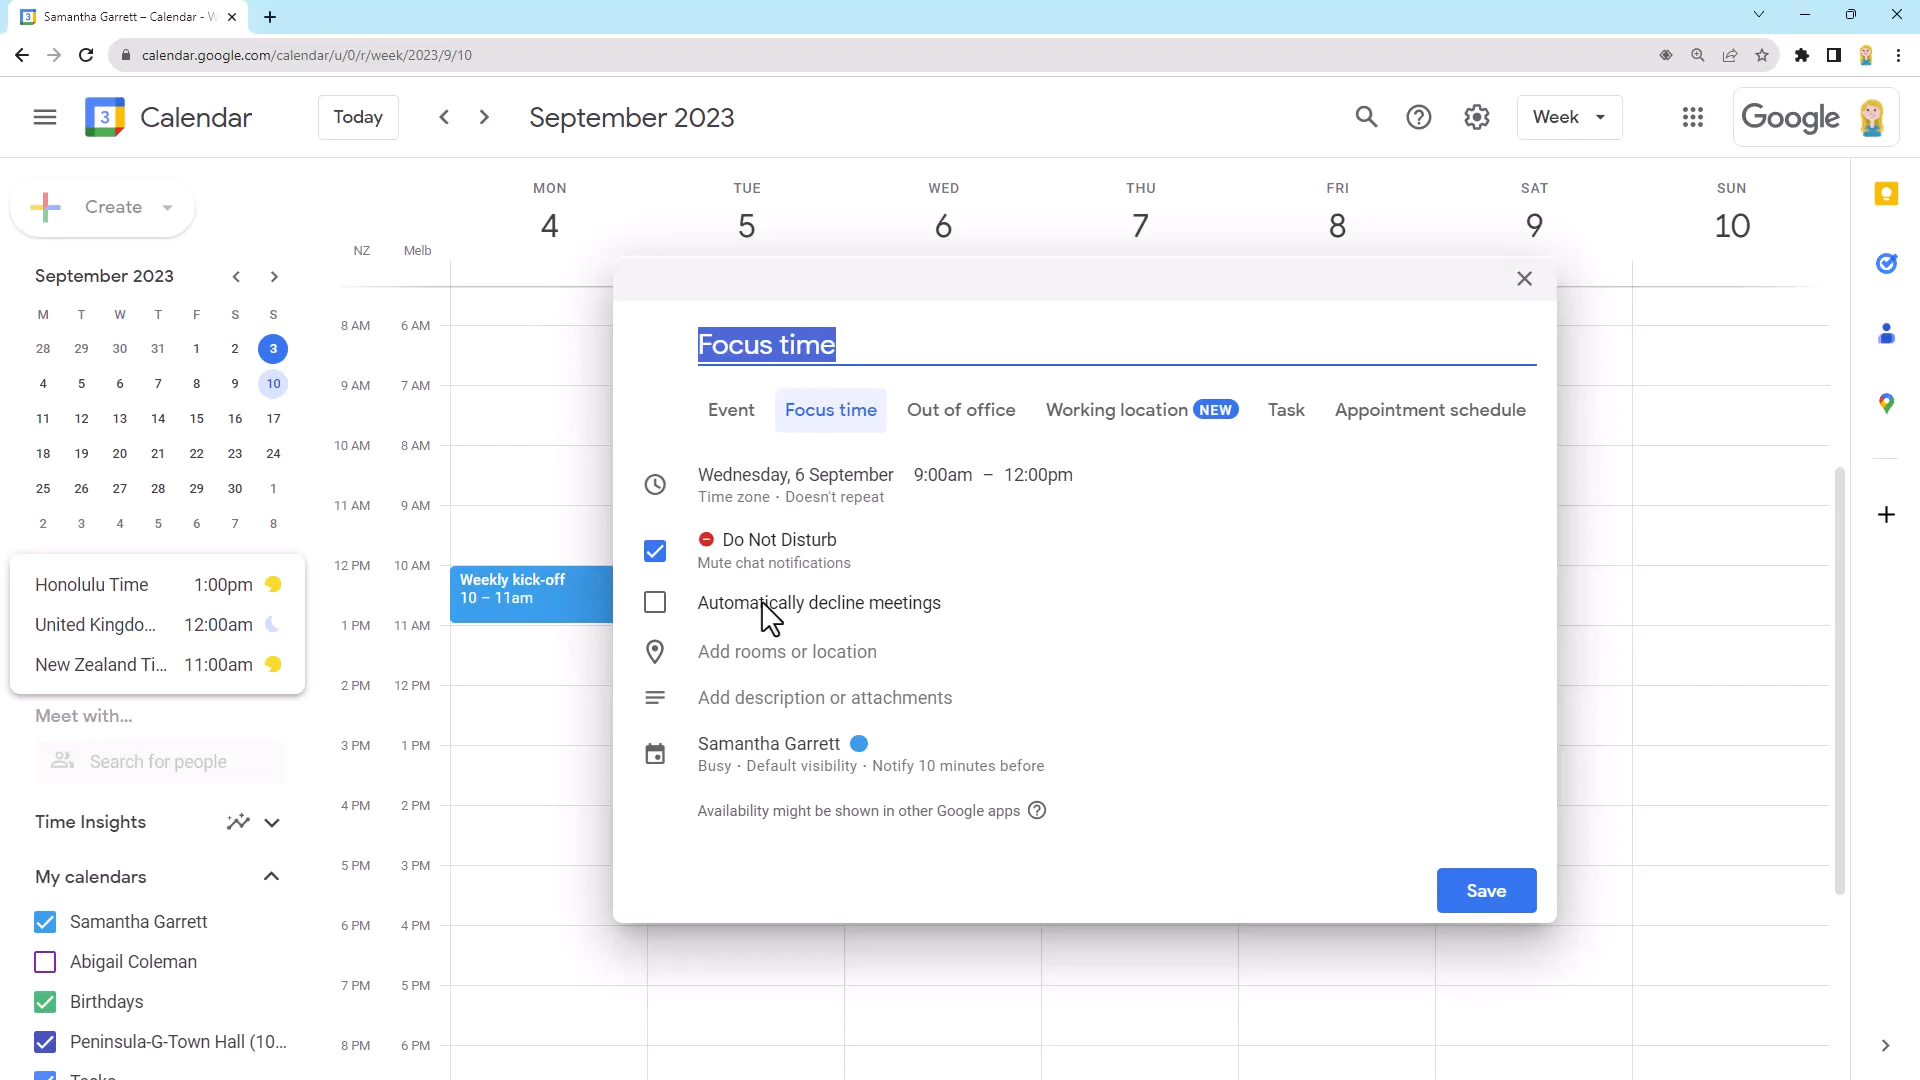 Samantha Garrett – Calendar - W
calendar.google.com/calendar/u/0/r/week/2023/9/10
3 Calendar
Today
September 2023
Week
Google
Create
MON TUE WED THU FRI SAT SUN
4 5 6 7 8 9 10
NZ Melb
September 2023
M T W T F S S
28 29 30 31 1 2 3
4 5 6 7 8 9 10
11 12 13 14 15 16 17
18 19 20 21 22 23 24
25 26 27 28 29 30 1
2 3 4 5 6 7 8
Honolulu Time 1:00pm
United Kingdo... 12:00am
New Zealand Ti... 11:00am
Meet with...
Search for people
Time Insights
My calendars
Samantha Garrett
Abigail Coleman
Birthdays
Peninsula-G-Town Hall (10...
8 AM 6 AM
9 AM 7 AM
10 AM 8 AM
11 AM 9 AM
12 PM 10 AM
1 PM 11 AM
2 PM 12 PM
3 PM 1 PM
4 PM 2 PM
5 PM 3 PM
6 PM 4 PM
7 PM 5 PM
8 PM 6 PM
Weekly kick-off
10 – 11am
Focus time
Event Focus time Out of office Working location NEW Task Appointment schedule
Wednesday, 6 September 9:00am – 12:00pm
Time zone · Doesn't repeat
Do Not Disturb
Mute chat notifications
Automatically decline meetings
Add rooms or location
Add description or attachments
Samantha Garrett
Busy · Default visibility · Notify 10 minutes before
Availability might be shown in other Google apps
Save